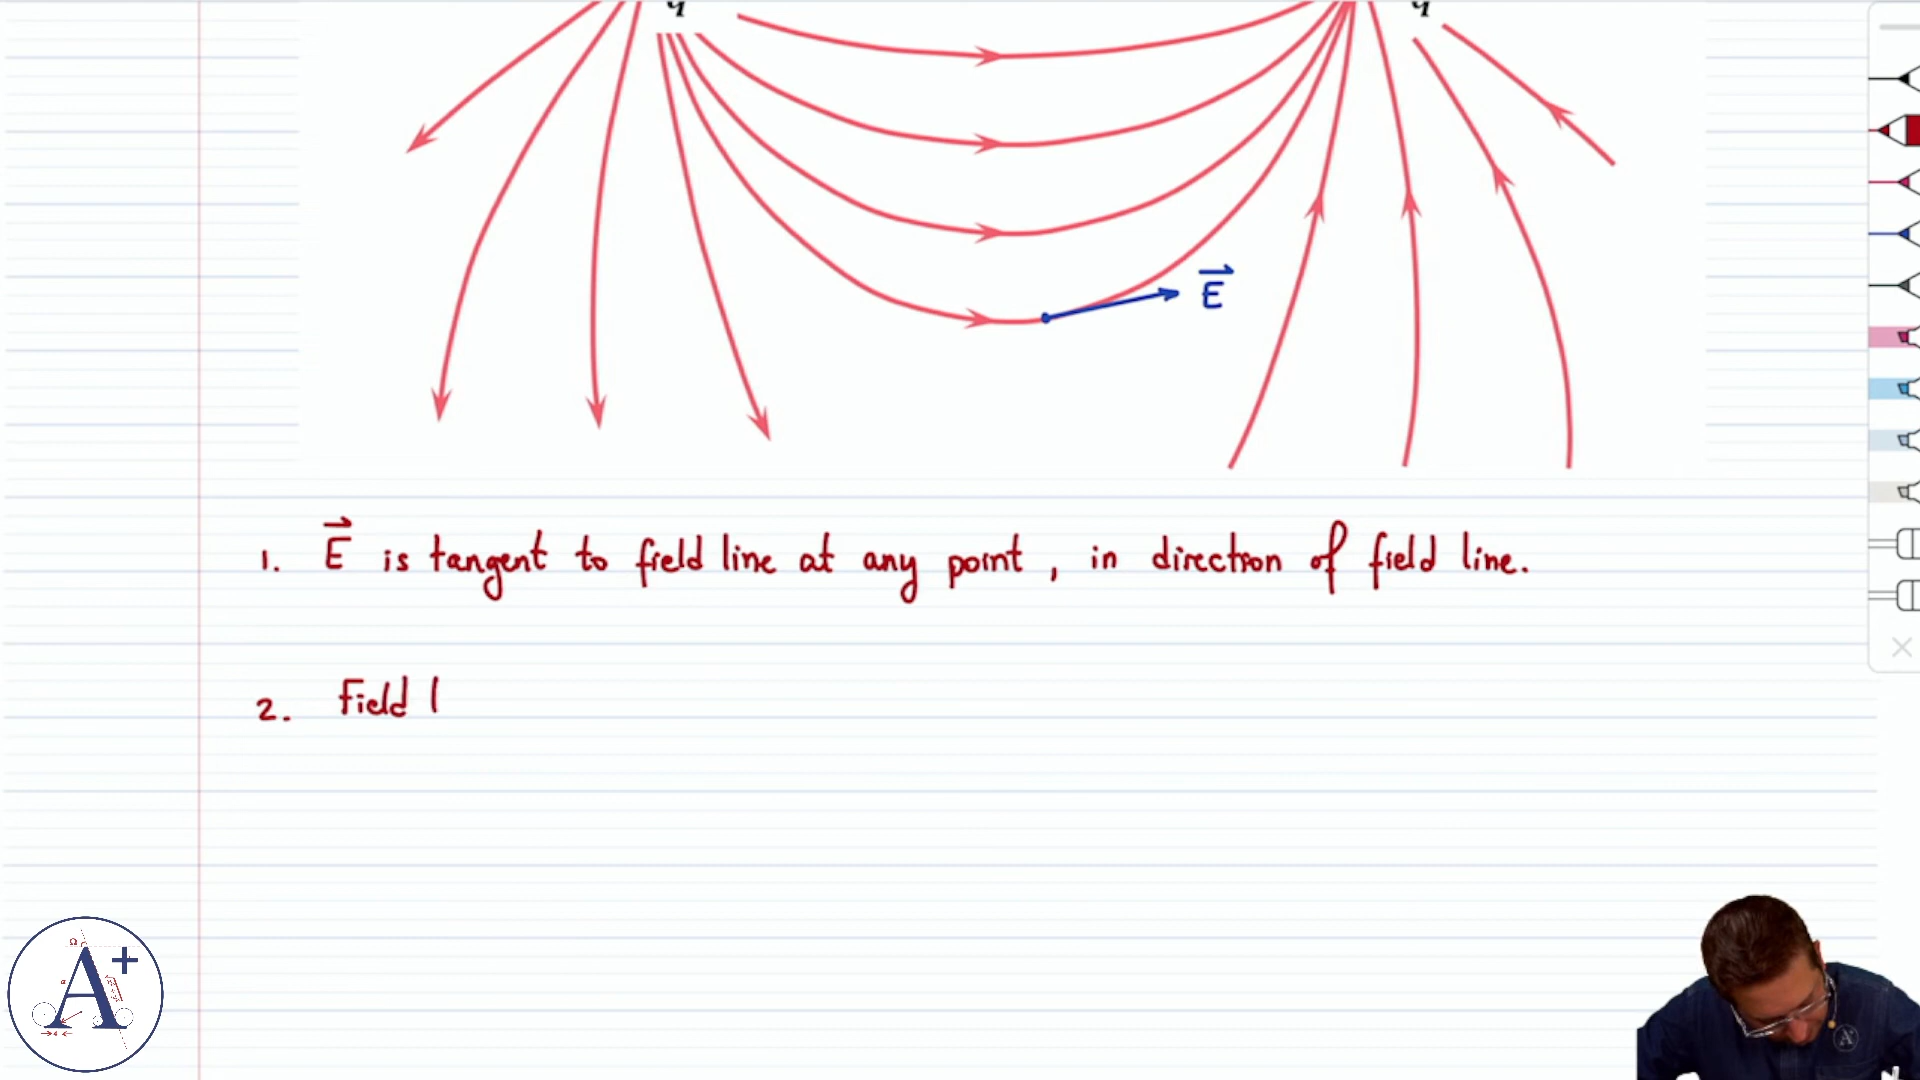 q q
E
1. E is tangent to field line at any point, in direction of field line.
2. Field l
A+